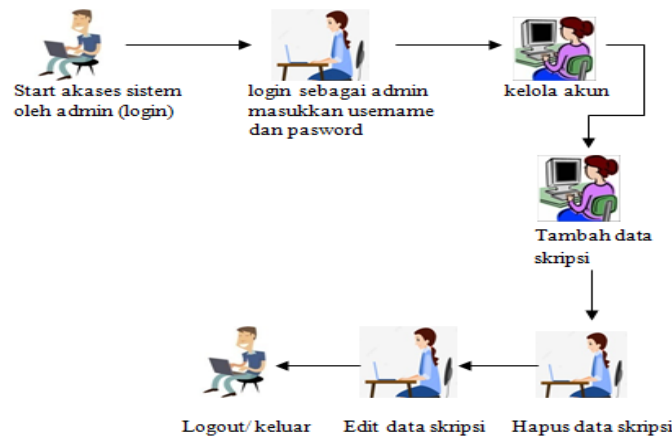 Start akases sistem
oleh admin (login)
login sebagai admin
masukkan username
dan pasword
kelola akun
Tambah data
skripsi
Hapus data skripsi
Edit data skripsi
Logout/ keluar